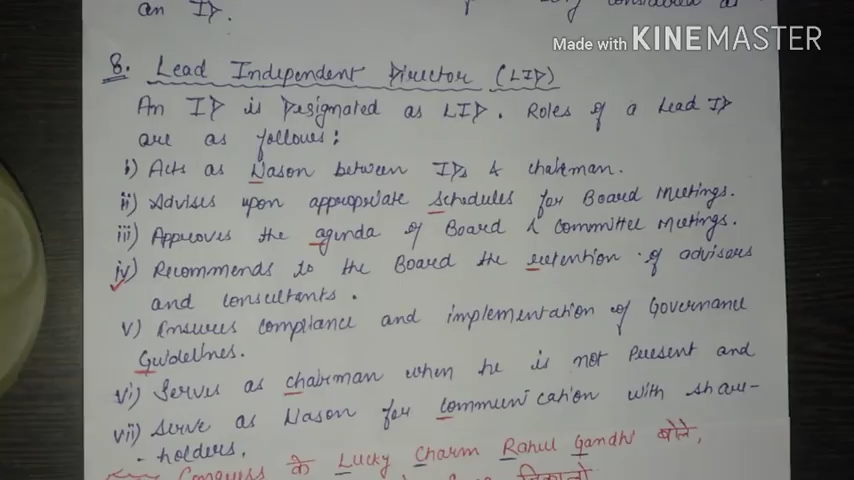 an ID.
considered as
Made with KINEMASTER
8. Lead Independent Director (LID)
An ID is Designated as LID. Roles of a Lead ID
are as follows:
i) Acts as Liason between IDs & chairman.
ii) Advises upon appropriate schedules for Board Meetings.
iii) Approves the agenda of Board & Committee Meetings.
iv) Recommends to the Board the retention of advisors
and consultants.
v) Ensures compliance and implementation of Governance
Guidelines.
vi) Serves as chairman when he is not Present and
vii) Serve as Liason for communication with share-
- holders.
Congress के Lucky Charm Rahul Gandhi बोले,
निकालो